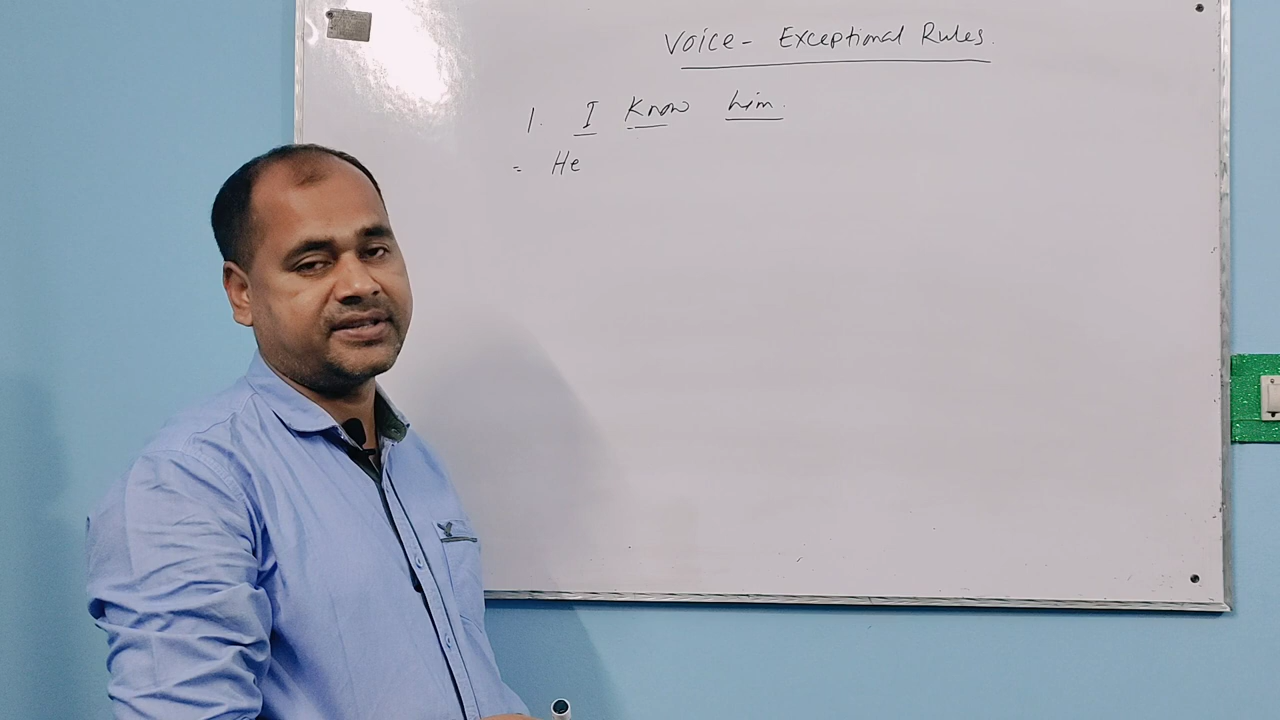 Voice - Exceptional Rules.
1. I Know him.
= He